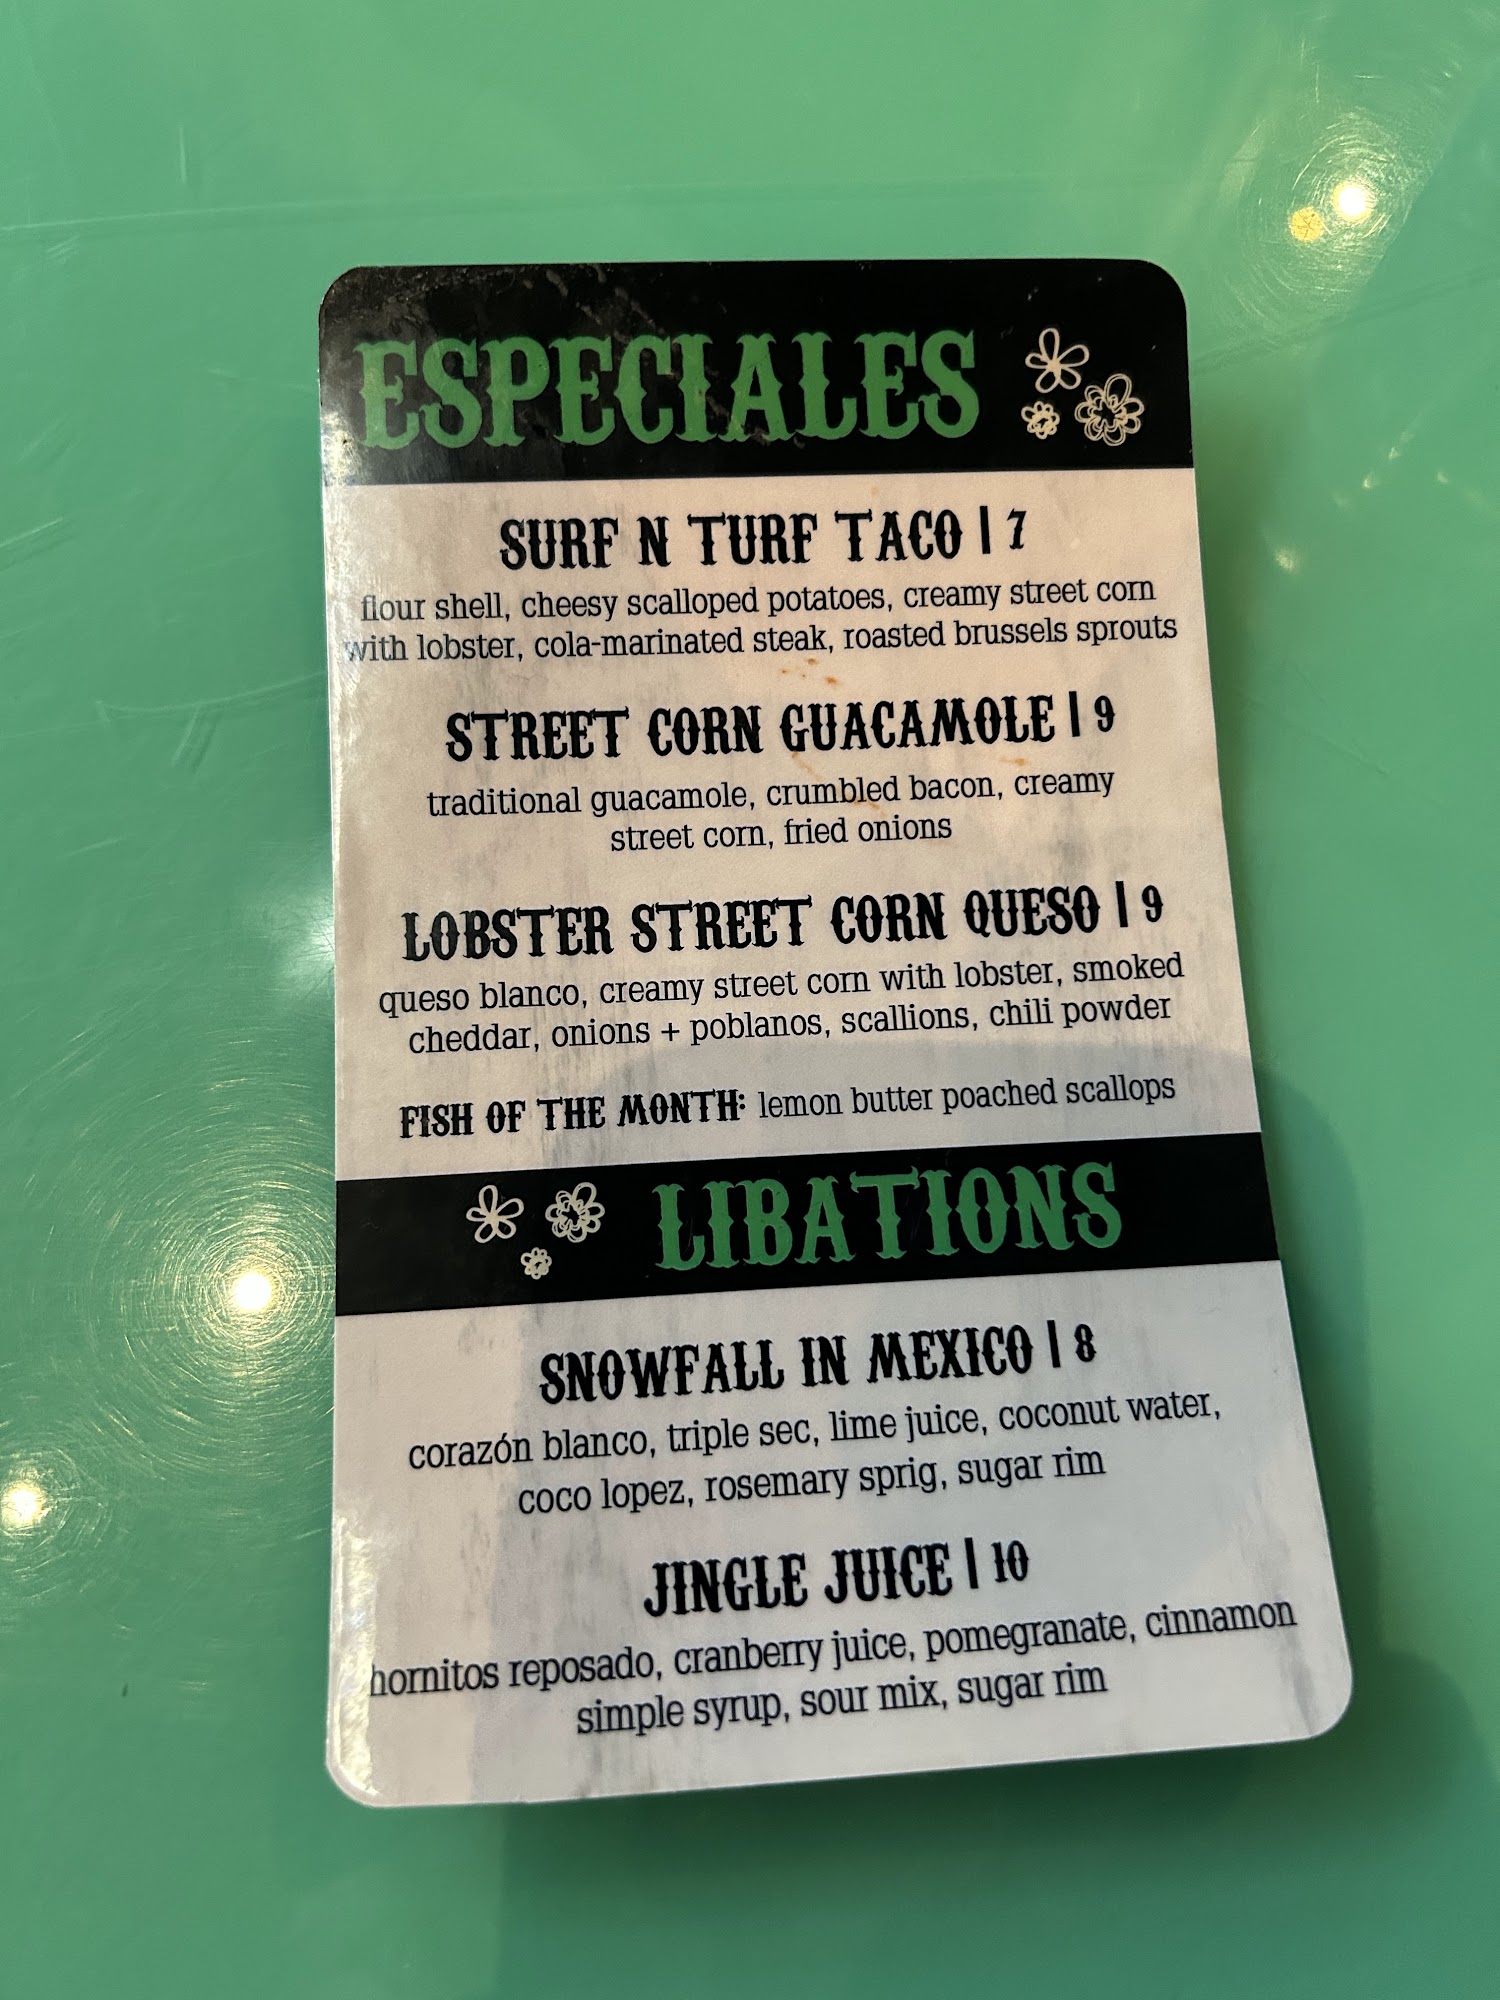 ESPECIALES
SURF N TURF TACO | 7
flour shell, cheesy scalloped potatoes, creamy street corn
with lobster, cola-marinated steak, roasted brussels sprouts
STREET CORN GUACAMOLE | 9
traditional guacamole, crumbled bacon, creamy
street corn, fried onions
LOBSTER STREET CORN QUESO | 9
queso blanco, creamy street corn with lobster, smoked
cheddar, onions + poblanos, scallions, chili powder
FISH OF THE MONTH: lemon butter poached scallops
LIBATIONS
SNOWFALL IN MEXICO | 8
corazón blanco, triple sec, lime juice, coconut water,
coco lopez, rosemary sprig, sugar rim
JINGLE JUICE | 10
hornitos reposado, cranberry juice, pomegranate, cinnamon
simple syrup, sour mix, sugar rim